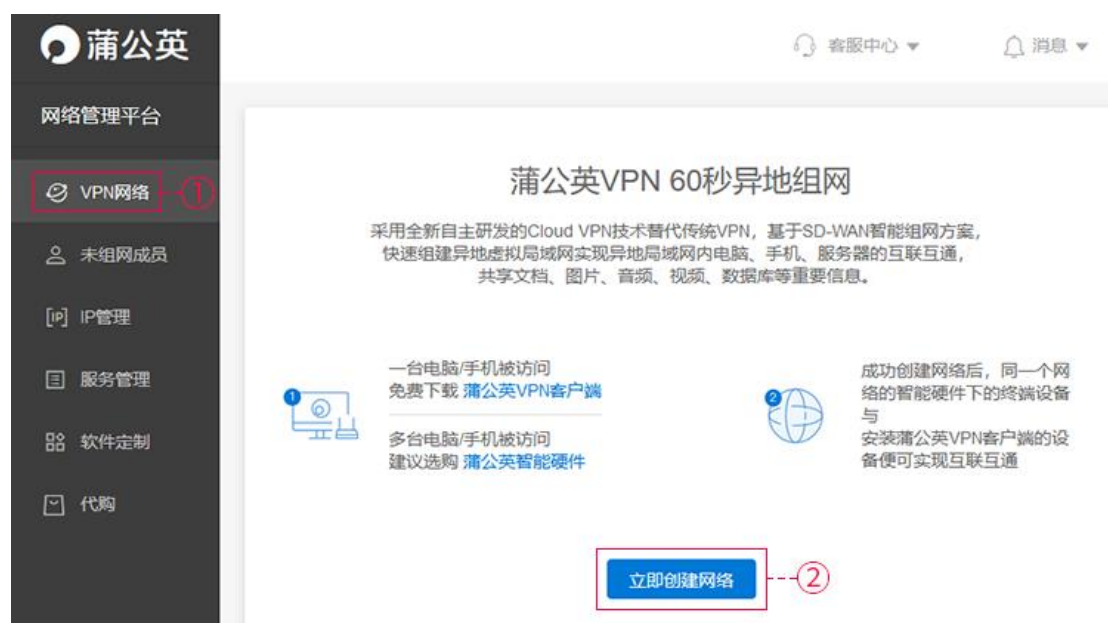 蒲公英
客服中心
消息
网络管理平台
VPN网络
①
未组网成员
[IP] IP管理
服务管理
软件定制
代购
蒲公英VPN 60秒异地组网
采用全新自主研发的Cloud VPN技术替代传统VPN，基于SD-WAN智能组网方案，
快速组建异地虚拟局域网实现异地局域网内电脑、手机、服务器的互联互通，
共享文档、图片、音频、视频、数据库等重要信息。
1
一台电脑/手机被访问
免费下载 蒲公英VPN客户端
多台电脑/手机被访问
建议选购 蒲公英智能硬件
2
成功创建网络后，同一个网
络的智能硬件下的终端设备
与
安装蒲公英VPN客户端的设
备便可实现互联互通
立即创建网络
②